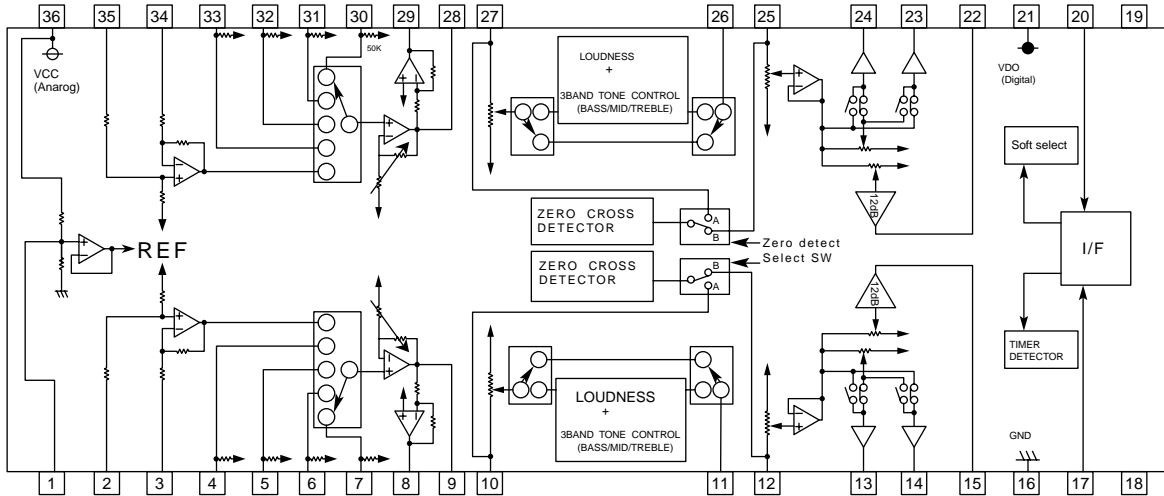 36 35 34 33 32 31 30 29 28 27 26 25 24 23 22 21 20 19
50K
VCC
(Anarog)
VDO
(Digital)
LOUDNESS
+
3BAND TONE CONTROL
(BASS/MID/TREBLE)
+
-
Soft select
12dB
ZERO CROSS
DETECTOR
A
B
Zero detect
Select SW
REF
I/F
ZERO CROSS
DETECTOR
B
A
12dB
TIMER
DETECTOR
LOUDNESS
+
3BAND TONE CONTROL
(BASS/MID/TREBLE)
GND
1 2 3 4 5 6 7 8 9 10 11 12 13 14 15 16 17 18